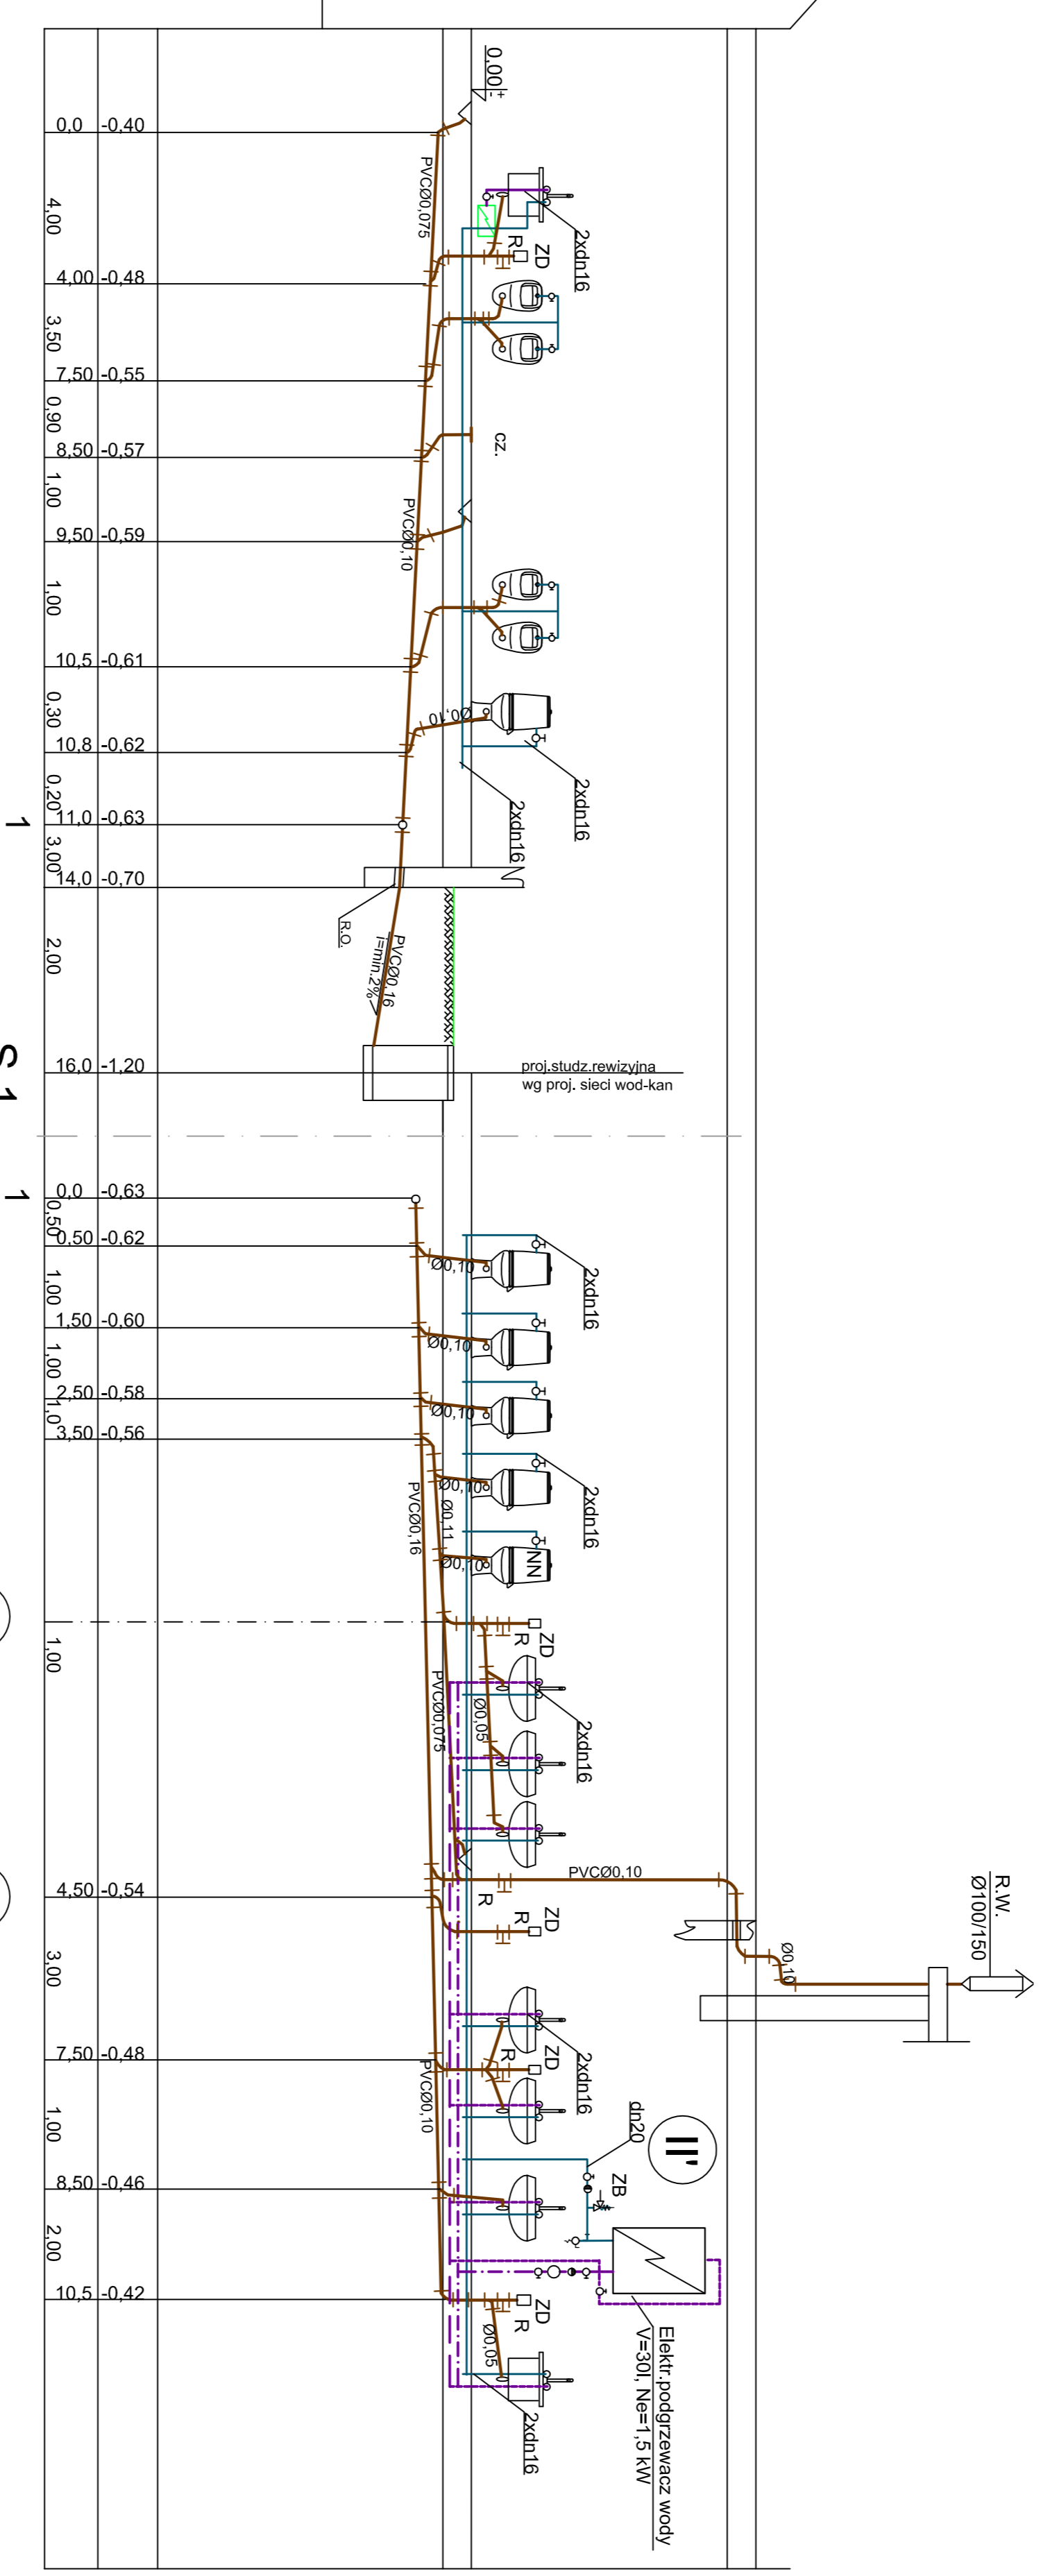 0,00 +-
0,0 -0,40
PVCØ0,075
4,00
2xdn16
R
ZD
4,00 -0,48
3,50
7,50 -0,55
0,90
cz.
8,50 -0,57
1,00
PVCØ0,10
9,50 -0,59
1,00
10,5 -0,61
0,30
Ø0,10
10,8 -0,62
2xdn16
2xdn16
0,20
1
11,0 -0,63
3,00
14,0 -0,70
R.O.
2,00
PVCØ0,16
i=min.2%
proj.studz.rewizyjna
16,0 -1,20
wg proj. sieci wod-kan
S 1
1
0,0 -0,63
0,50
0,50 -0,62
Ø0,10
2xdn16
1,00
1,50 -0,60
Ø0,10
1,00
2,50 -0,58
Ø0,10
1,0
3,50 -0,56
Ø0,10
2xdn16
PVCØ0,16
Ø0,11
Ø0,10
NN
1,00
R
ZD
PVCØ0,075
Ø0,05
2xdn16
PVCØ0,10
R.W.
Ø100/150
4,50 -0,54
R
R
ZD
3,00
Ø0,10
7,50 -0,48
R
ZD
2xdn16
PVCØ0,10
1,00
dn20
II'
8,50 -0,46
ZB
2,00
10,5 -0,42
R
ZD
Ø0,05
Elektr.podgrzewacz wody
V=30l, Ne=1,5 kW
2xdn16